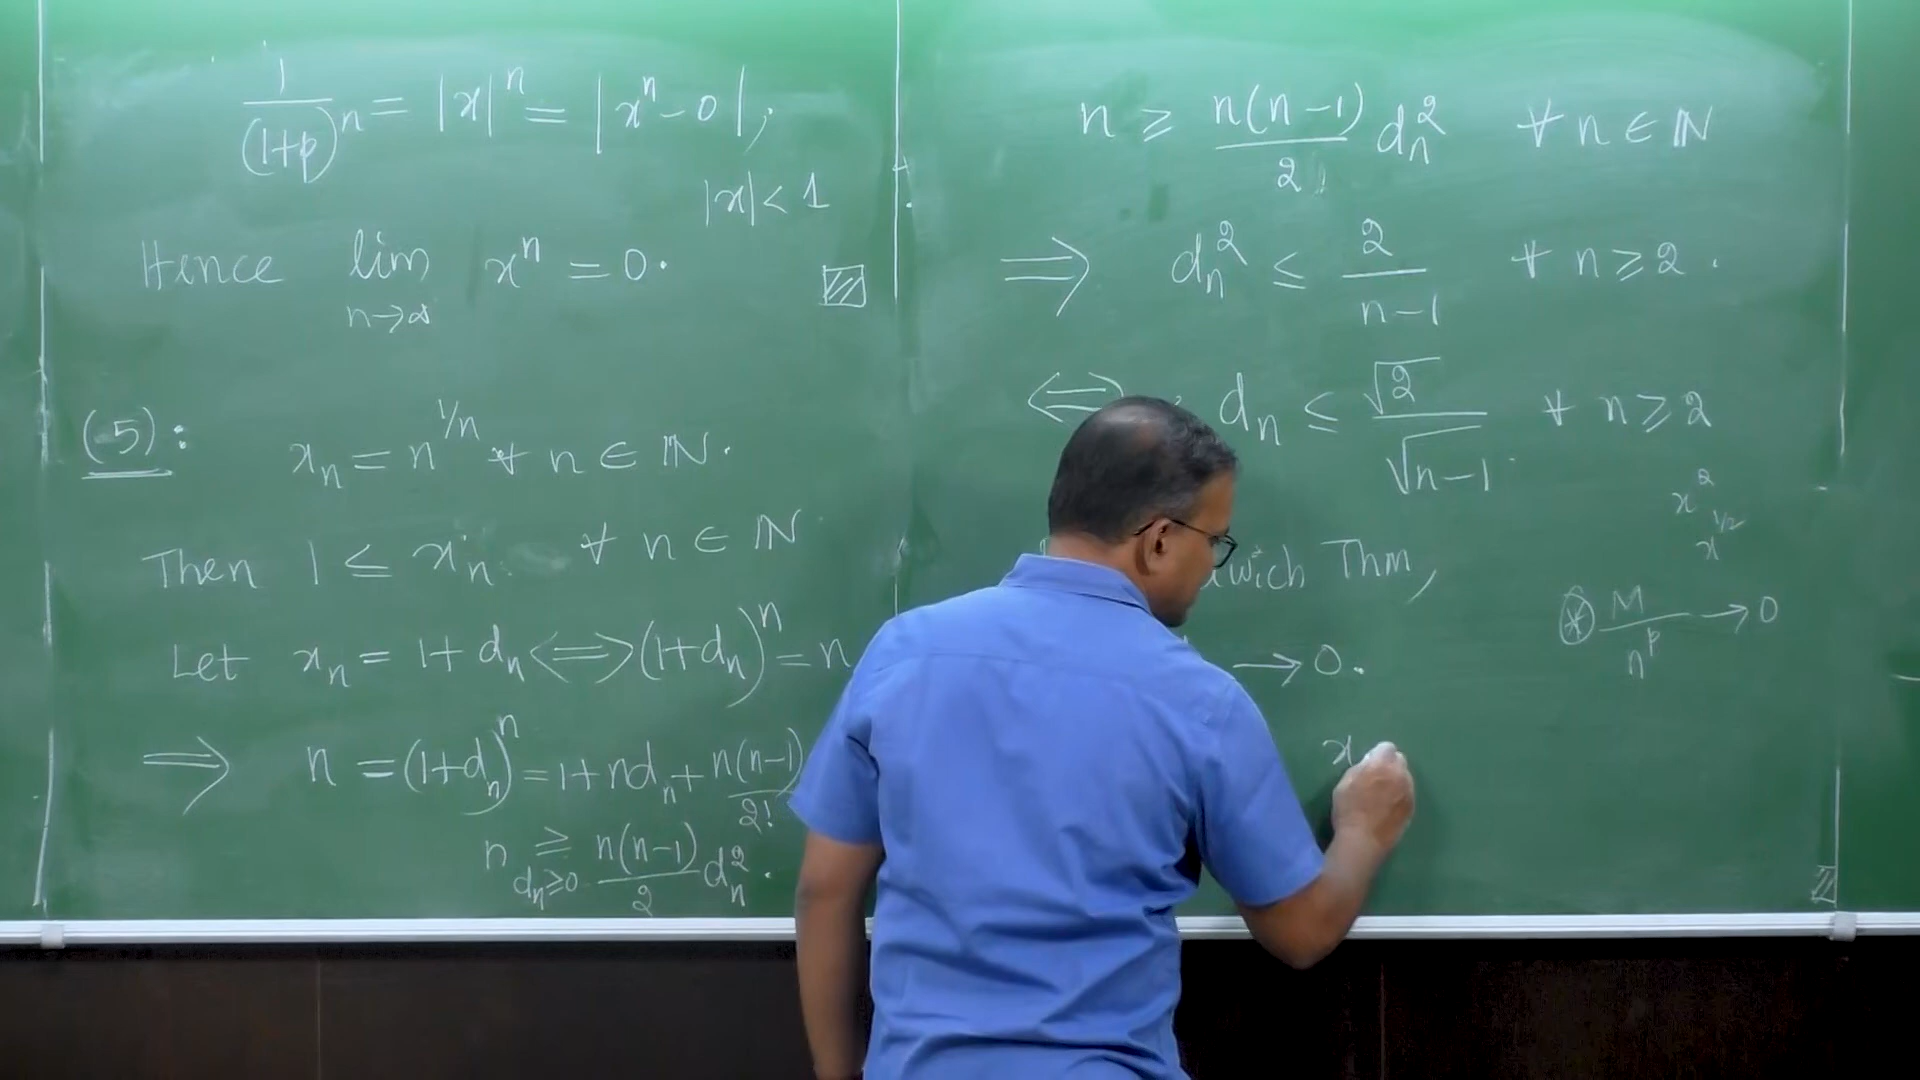 1/(1+p)^n = |x|^n = |x^n - 0|,
|x| < 1
Hence lim_{n→∞} x^n = 0.
(5): x_n = n^{1/n} ∀ n ∈ ℕ.
Then 1 ≤ x_n ∀ n ∈ ℕ
Let x_n = 1 + d_n ⟺ (1+d_n)^n = n
⟹ n = (1+d_n)^n = 1 + nd_n + n(n-1)/2!
n ≥_{d_n≥0} n(n-1)/2 d_n^2.
n ≥ n(n-1)/2! d_n^2 ∀ n ∈ ℕ
⟹ d_n^2 ≤ 2/(n-1) ∀ n ≥ 2.
⟺ d_n ≤ √2/√(n-1) ∀ n ≥ 2
x^2
x^{1/2}
wich Thm,
⊛ M/n^p → 0
→ 0.
x